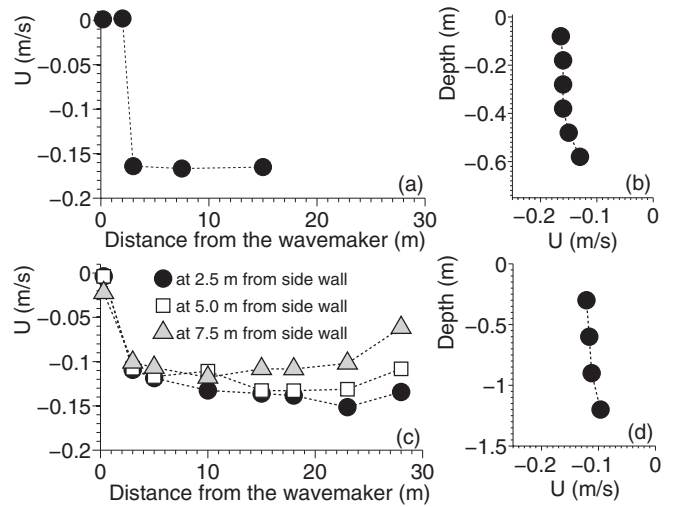 0
−0.05
−0.1
−0.15
−0.2
U (m/s)
0 10 20 30
Distance from the wavemaker (m)
(a)
0
−0.2
−0.4
−0.6
Depth (m)
−0.2 −0.1 0
U (m/s)
(b)
0
−0.05
−0.1
−0.15
−0.2
U (m/s)
at 2.5 m from side wall
at 5.0 m from side wall
at 7.5 m from side wall
0 10 20 30
Distance from the wavemaker (m)
(c)
0
−0.5
−1
−1.5
Depth (m)
−0.2 −0.1 0
U (m/s)
(d)